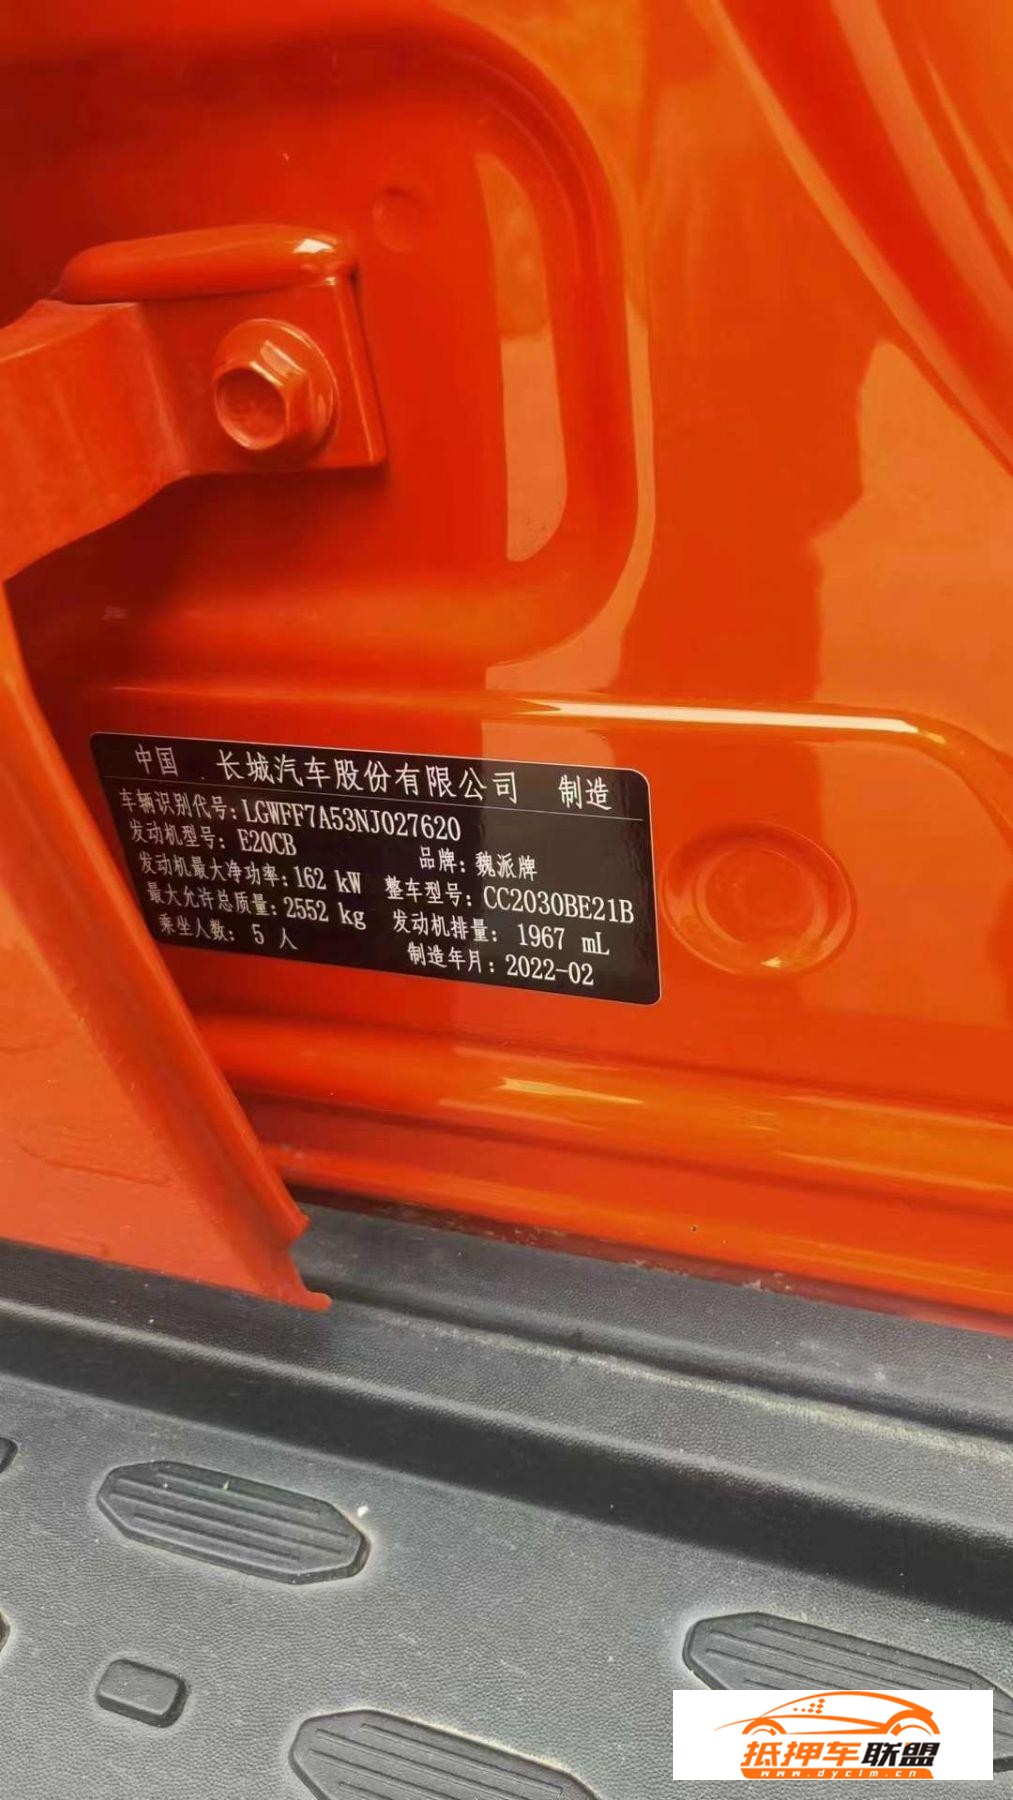 中国 长城汽车股份有限公司 制造
车辆识别代号:LGWFF7A53NJ027620
发动机型号: E20CB 品牌: 魏派牌
发动机最大净功率:162 kW 整车型号: CC2030BE21B
最大允许总质量:2552 kg 发动机排量: 1967 mL
乘坐人数: 5 人 制造年月: 2022-02
抵押车联盟
www.dyclm.cn